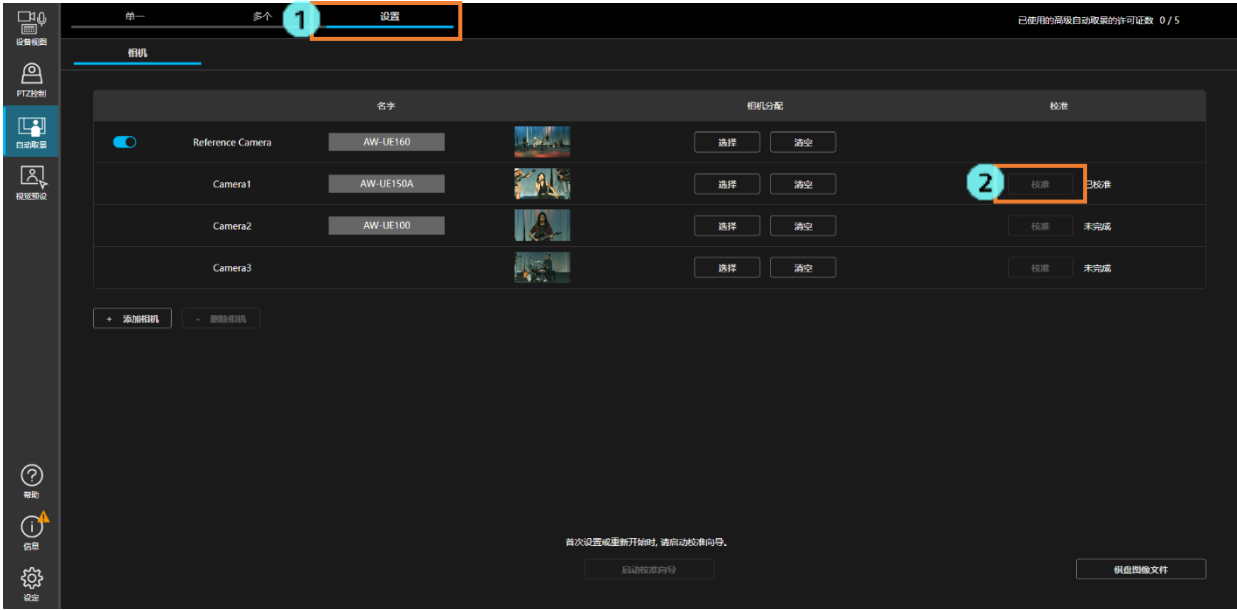 单一 多个 1 设置 已使用的高级自动取景的许可证数 0 / 5
设备视图
相机
PTZ控制
自动取景
视觉预设
名字 相机分配 校准
Reference Camera AW-UE160 选择 清空
Camera1 AW-UE150A 选择 清空 2 校准 已校准
Camera2 AW-UE100 选择 清空 校准 未完成
Camera3 选择 清空 校准 未完成
+ 添加相机 - 删除相机
首次设置或重新开始时, 请启动校准向导。
启动校准向导 棋盘图像文件
帮助
信息
设定